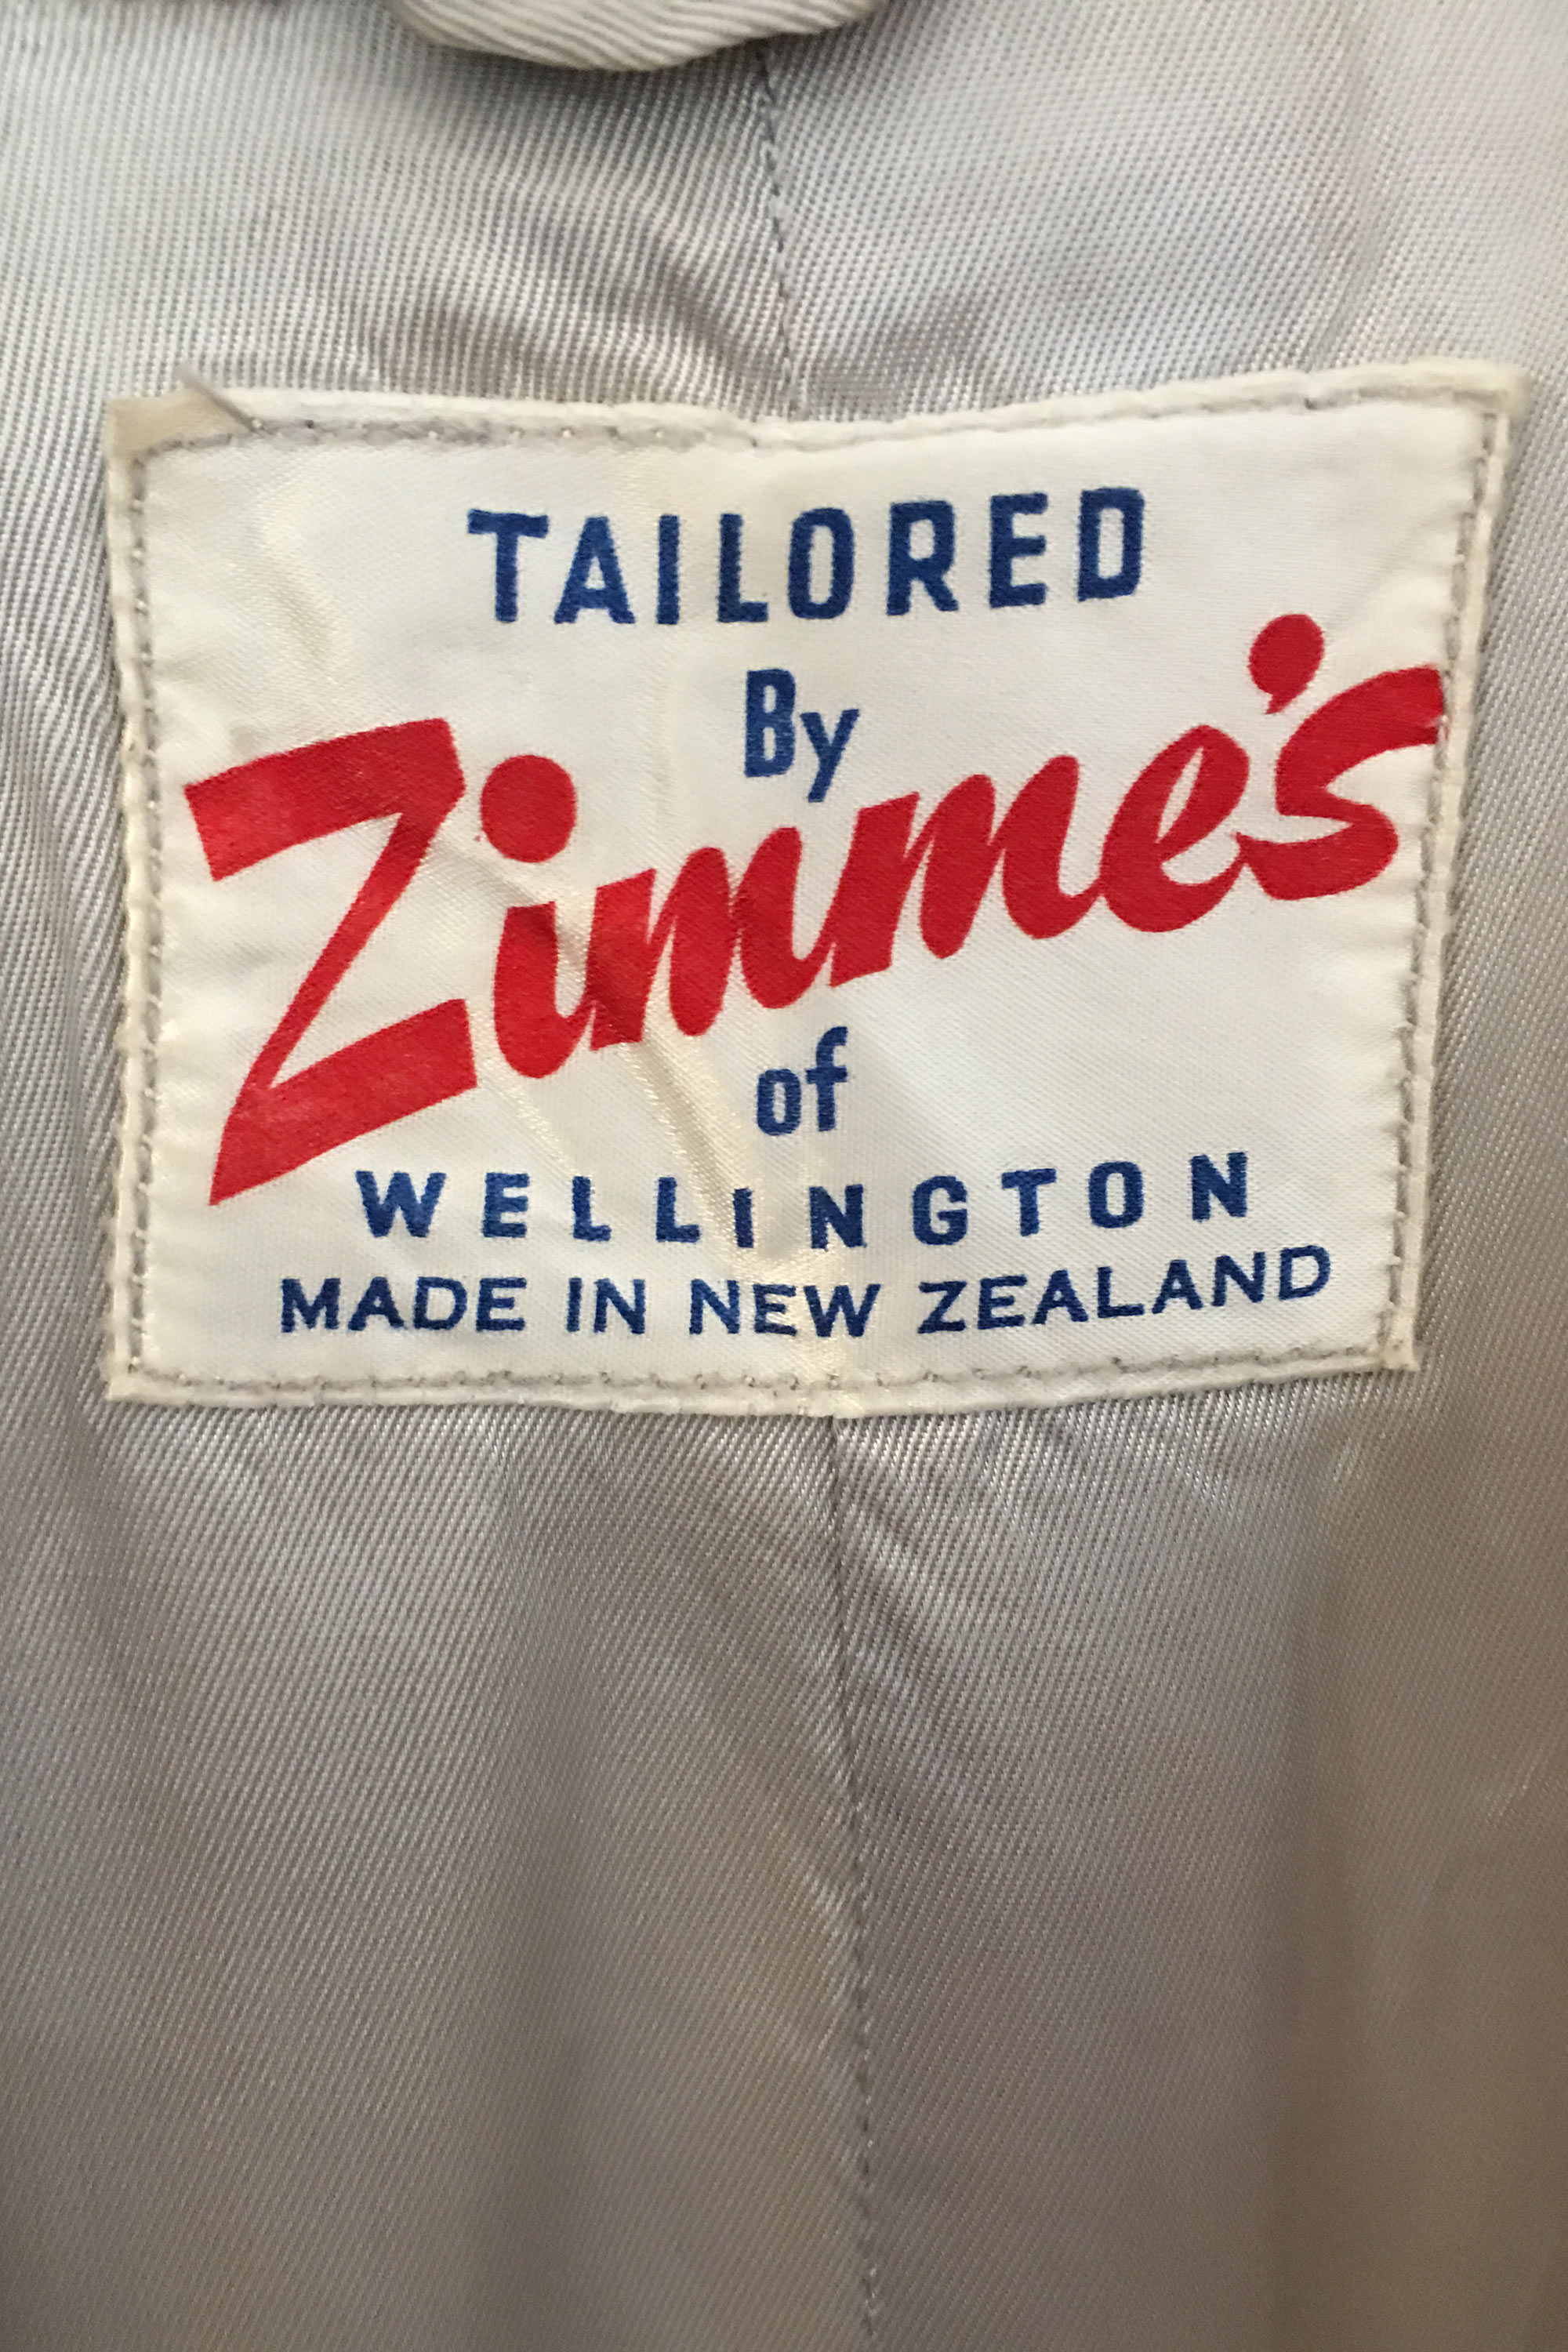 TAILORED
By
Zimme's
of
WELLINGTON
MADE IN NEW ZEALAND